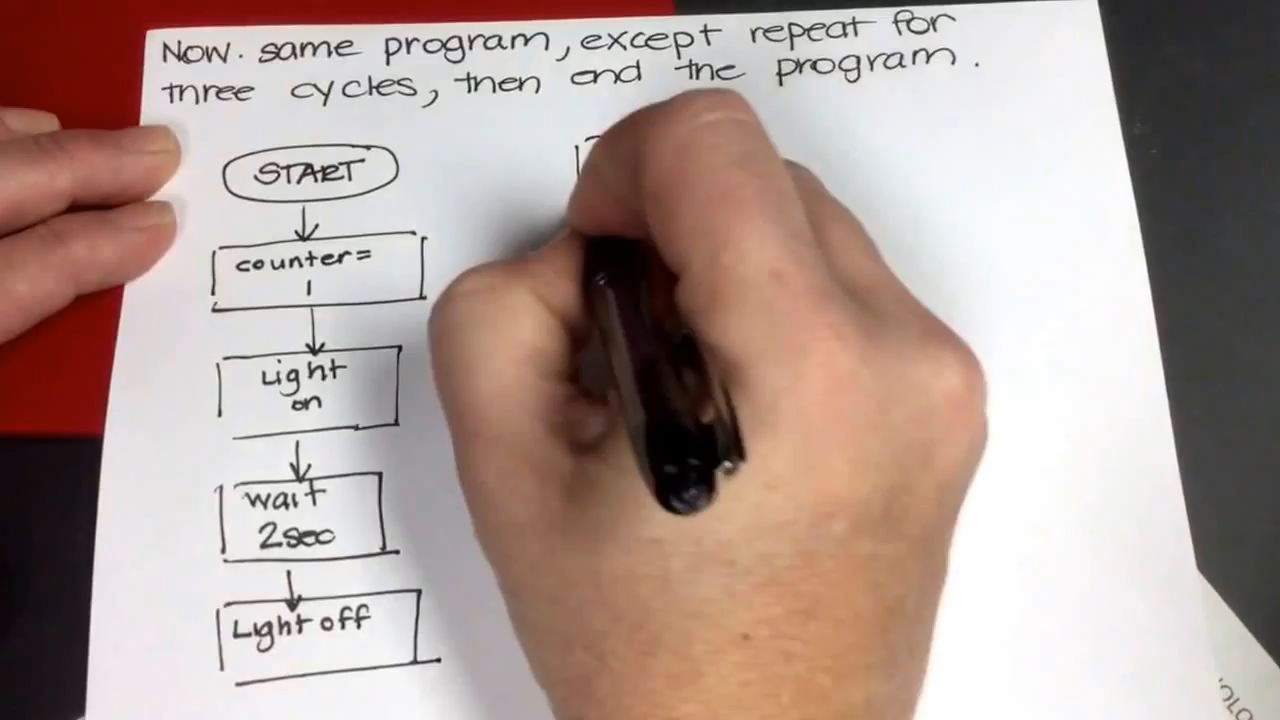 Now. same program, except repeat for
three cycles, then end the program.
START
counter=
1
Light
on
wait
2sec
Light off